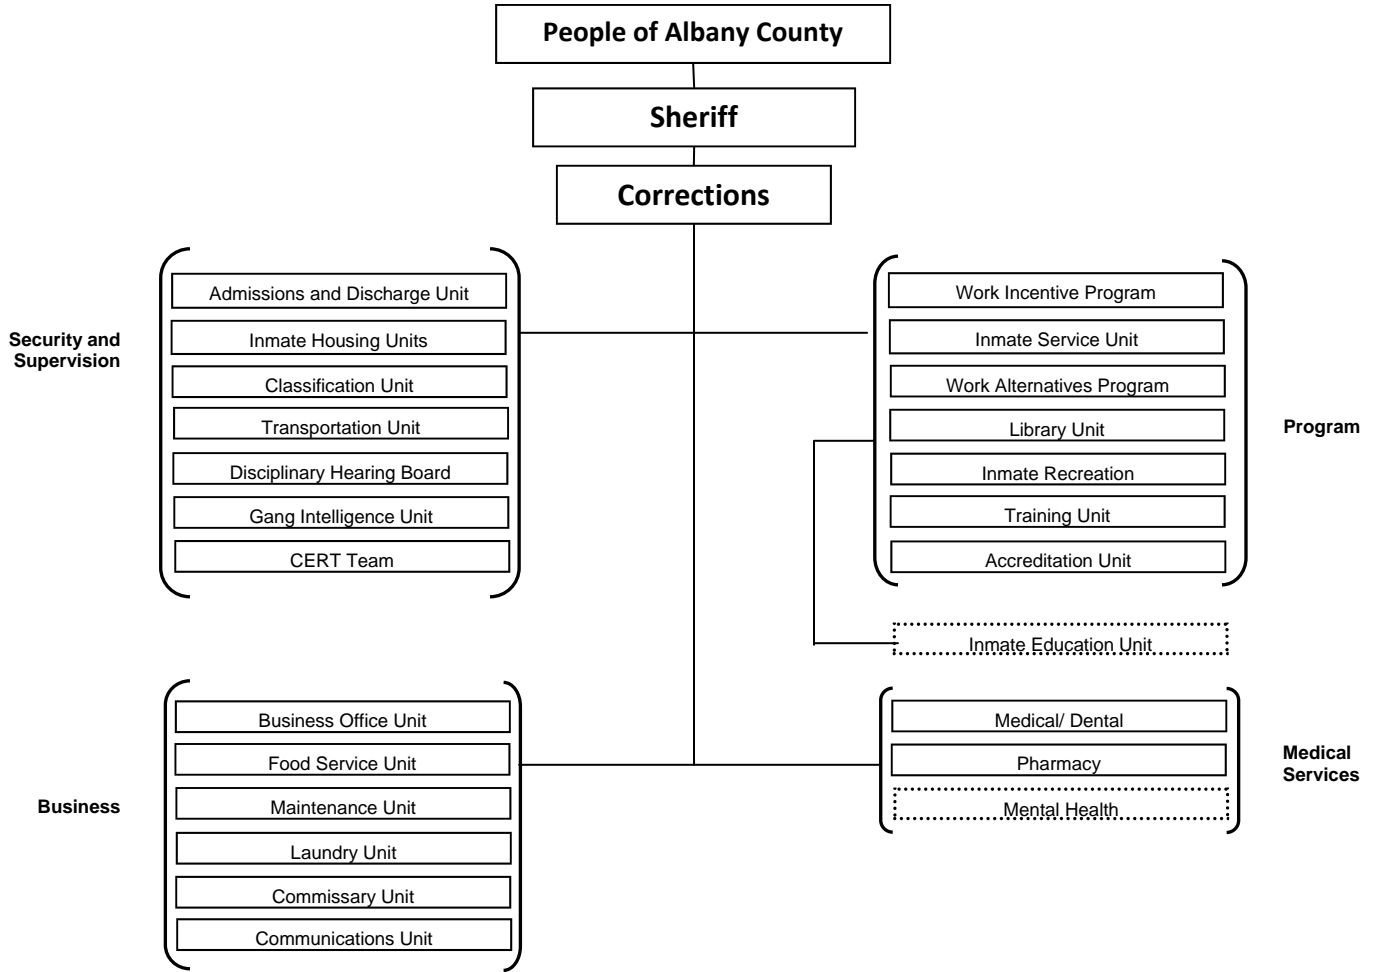 People of Albany County
Sheriff
Corrections
Security and
Supervision
Admissions and Discharge Unit
Inmate Housing Units
Classification Unit
Transportation Unit
Disciplinary Hearing Board
Gang Intelligence Unit
CERT Team
Work Incentive Program
Inmate Service Unit
Work Alternatives Program
Library Unit
Inmate Recreation
Training Unit
Accreditation Unit
Program
Inmate Education Unit
Business
Business Office Unit
Food Service Unit
Maintenance Unit
Laundry Unit
Commissary Unit
Communications Unit
Medical/ Dental
Pharmacy
Mental Health
Medical
Services